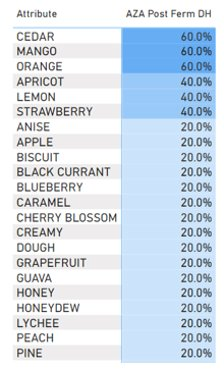 Attribute AZA Post Ferm DH
CEDAR 60.0%
MANGO 60.0%
ORANGE 60.0%
APRICOT 40.0%
LEMON 40.0%
STRAWBERRY 40.0%
ANISE 20.0%
APPLE 20.0%
BISCUIT 20.0%
BLACK CURRANT 20.0%
BLUEBERRY 20.0%
CARAMEL 20.0%
CHERRY BLOSSOM 20.0%
CREAMY 20.0%
DOUGH 20.0%
GRAPEFRUIT 20.0%
GUAVA 20.0%
HONEY 20.0%
HONEYDEW 20.0%
LYCHEE 20.0%
PEACH 20.0%
PINE 20.0%